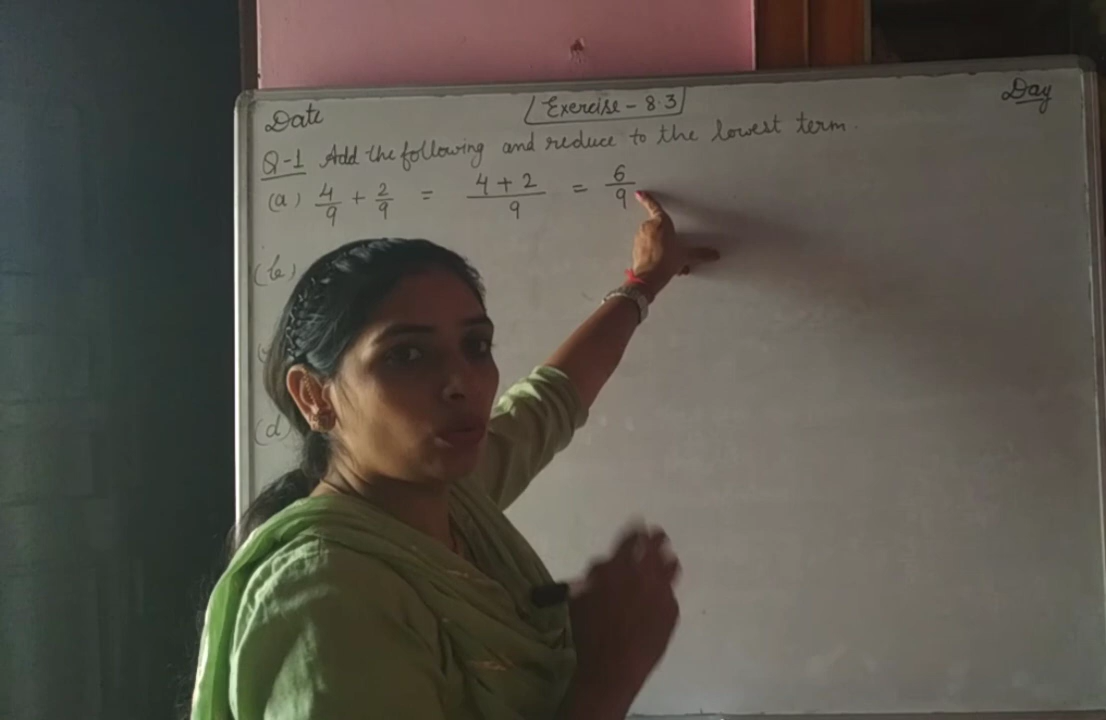 Date Exercise - 8.3 Day
Q-1 Add the following and reduce to the lowest term.
(a) 4/9 + 2/9 = 4+2/9 = 6/9
(b)
(d)